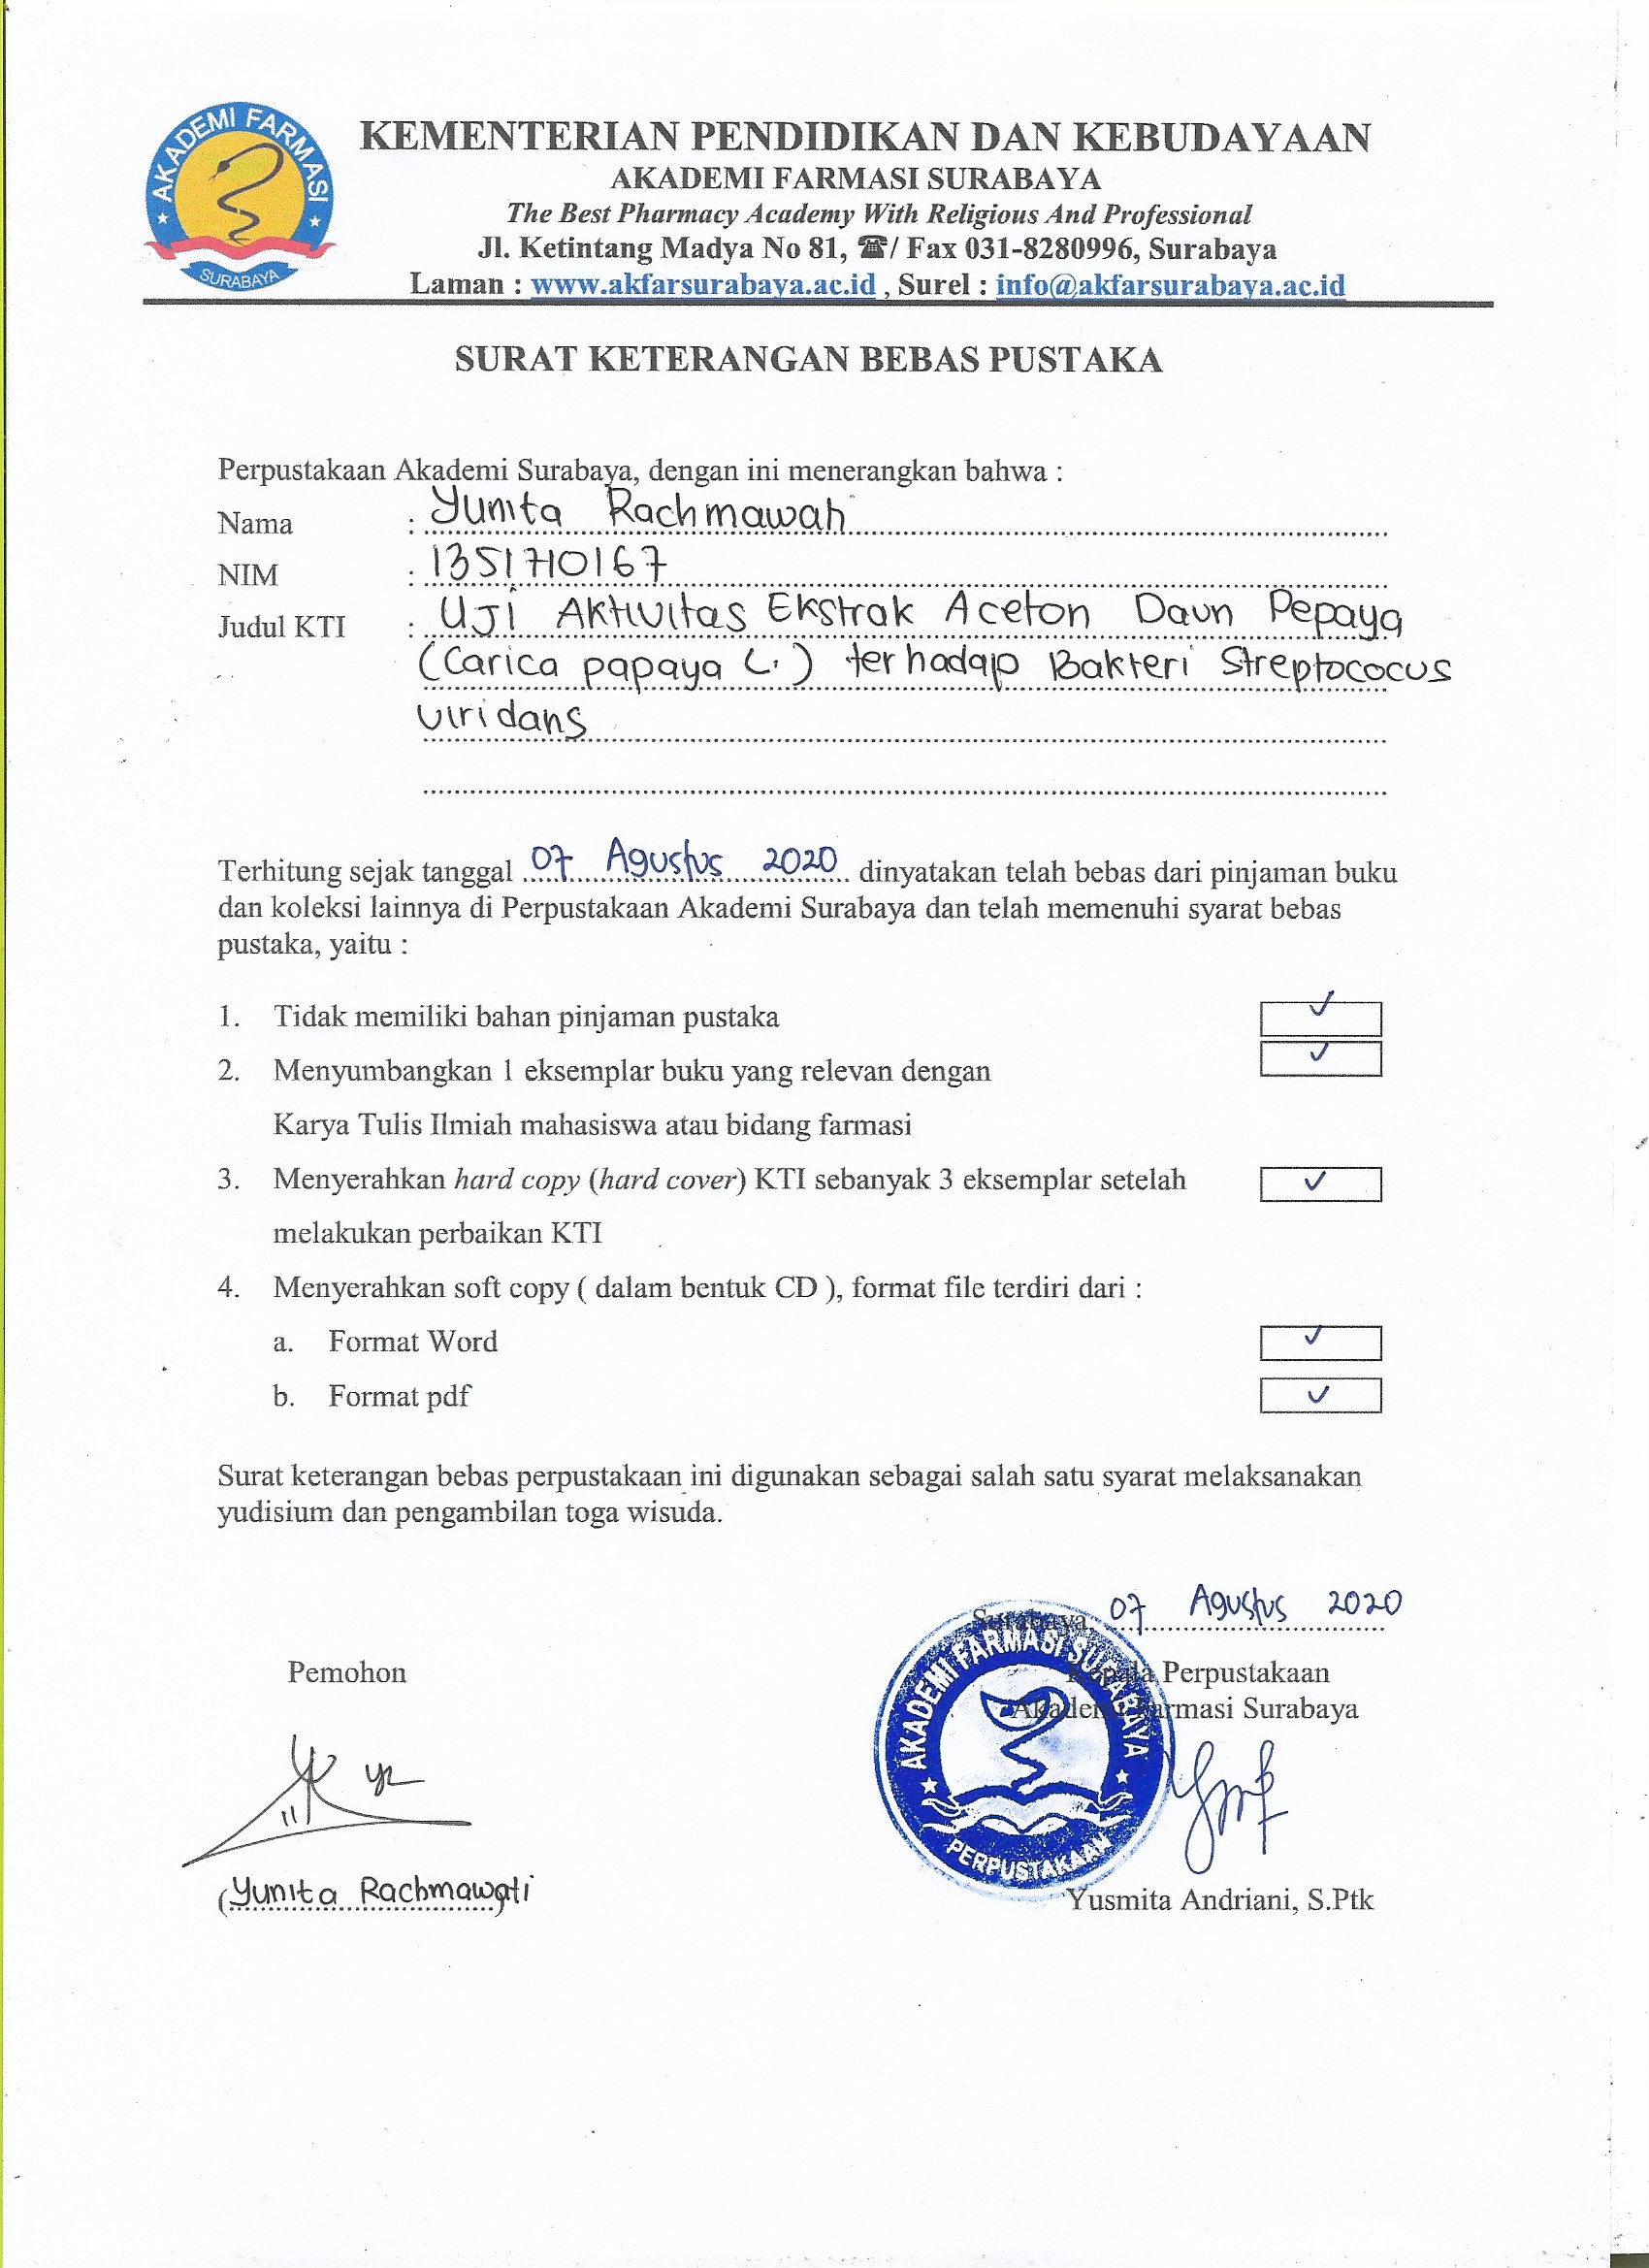 AKADEMI FARMASI
SURABAYA
KEMENTERIAN PENDIDIKAN DAN KEBUDAYAAN
AKADEMI FARMASI SURABAYA
The Best Pharmacy Academy With Religious And Professional
Jl. Ketintang Madya No 81, ☎/ Fax 031-8280996, Surabaya
Laman : www.akfarsurabaya.ac.id , Surel : info@akfarsurabaya.ac.id
SURAT KETERANGAN BEBAS PUSTAKA
Perpustakaan Akademi Surabaya, dengan ini menerangkan bahwa :
Nama : Yunita Rachmawati
NIM : 1351710167
Judul KTI : Uji Aktivitas Ekstrak Aceton Daun Pepaya
(Carica papaya L.) terhadap Bakteri Streptococus
viridans
Terhitung sejak tanggal 07 Agustus 2020 dinyatakan telah bebas dari pinjaman buku
dan koleksi lainnya di Perpustakaan Akademi Surabaya dan telah memenuhi syarat bebas
pustaka, yaitu :
1. Tidak memiliki bahan pinjaman pustaka ✓
2. Menyumbangkan 1 eksemplar buku yang relevan dengan ✓
Karya Tulis Ilmiah mahasiswa atau bidang farmasi
3. Menyerahkan hard copy (hard cover) KTI sebanyak 3 eksemplar setelah ✓
melakukan perbaikan KTI
4. Menyerahkan soft copy ( dalam bentuk CD ), format file terdiri dari :
a. Format Word ✓
b. Format pdf ✓
Surat keterangan bebas perpustakaan ini digunakan sebagai salah satu syarat melaksanakan
yudisium dan pengambilan toga wisuda.
Surabaya, 07 Agustus 2020
Pemohon
Kepala Perpustakaan
Akademi Farmasi Surabaya
AKADEMI FARMASI SURABAYA
PERPUSTAKAAN
(Yunita Rachmawati)
Yusmita Andriani, S.Ptk